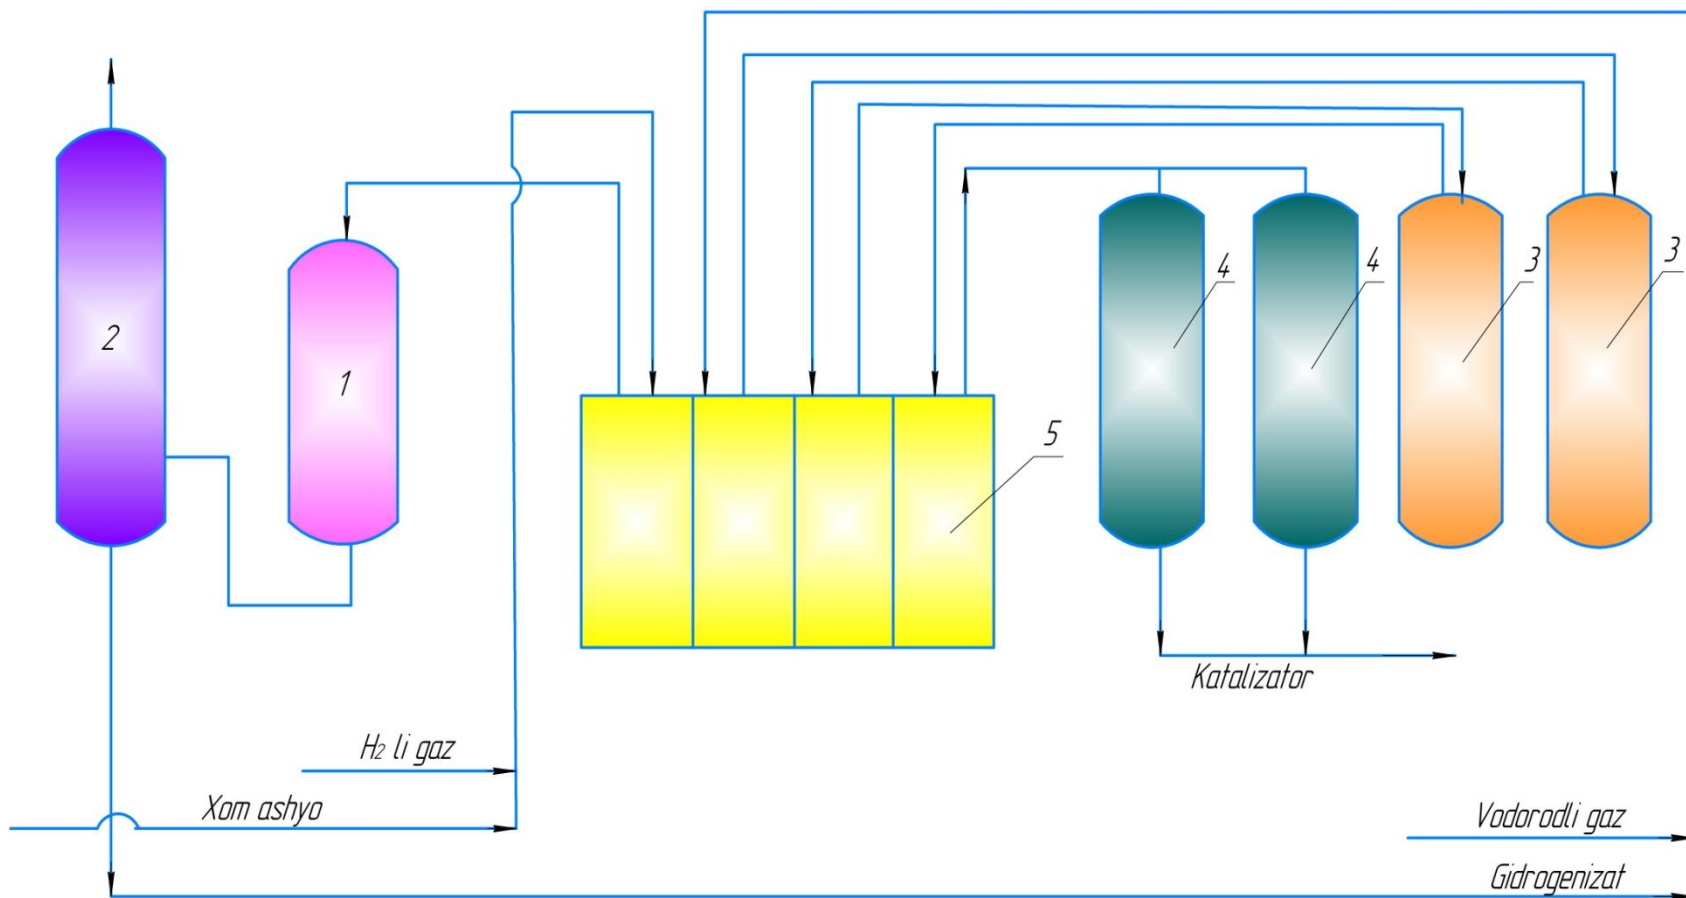 4
4
3
3
2
1
5
Katalizator
H₂ li gaz
Xom ashyo
Vodorodli gaz
Gidrogenizat